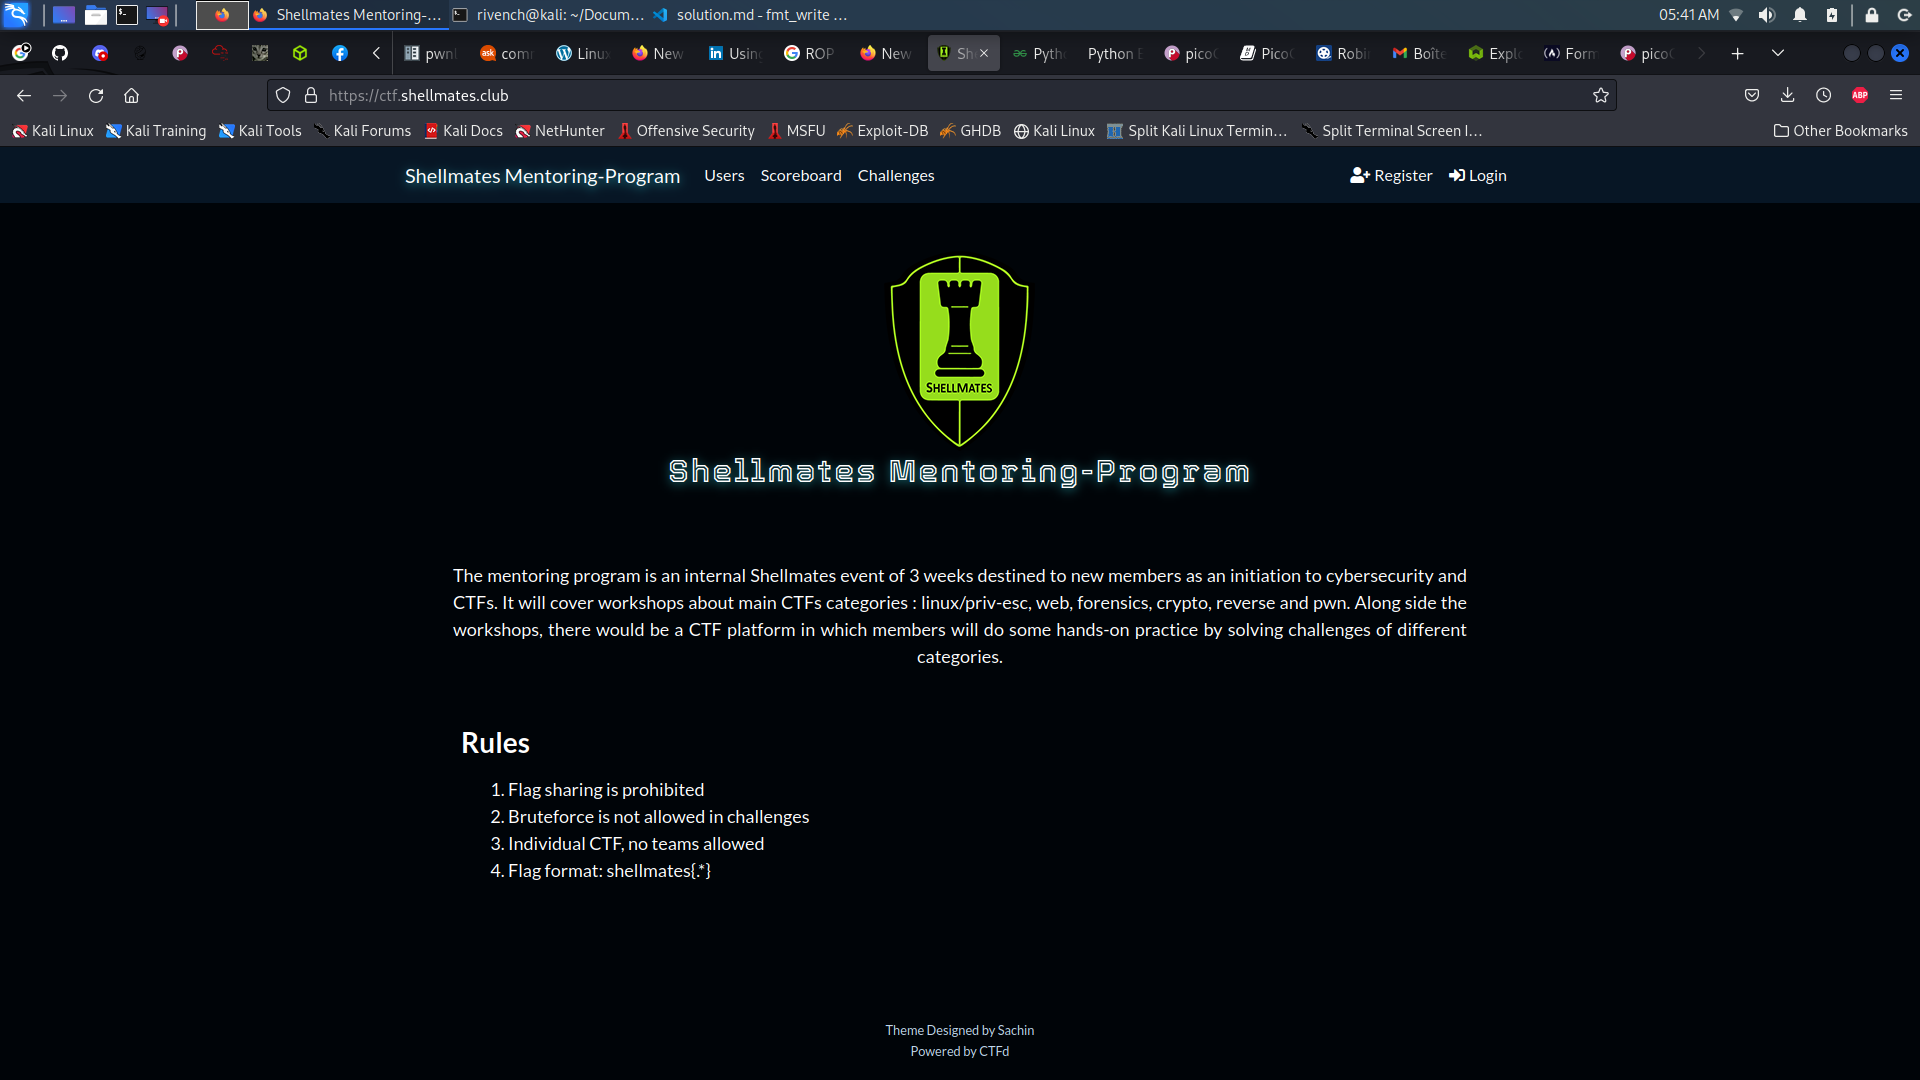 Shellmates Mentoring-...
rivench@kali: ~/Docum...
solution.md - fmt_write ...
05:41 AM
pwn
com
Linu
New
Usin
ROP
New
She
Pyth
Python
pico
Pico
Robi
Boîte
Explo
Form
pico
https://ctf.shellmates.club
ABP
Kali Linux
Kali Training
Kali Tools
Kali Forums
Kali Docs
NetHunter
Offensive Security
MSFU
Exploit-DB
GHDB
Kali Linux
Split Kali Linux Termin...
Split Terminal Screen I...
Other Bookmarks
Shellmates Mentoring-Program
Users
Scoreboard
Challenges
Register
Login
SHELLMATES
Shellmates Mentoring-Program
The mentoring program is an internal Shellmates event of 3 weeks destined to new members as an initiation to cybersecurity and
CTFs. It will cover workshops about main CTFs categories : linux/priv-esc, web, forensics, crypto, reverse and pwn. Along side the
workshops, there would be a CTF platform in which members will do some hands-on practice by solving challenges of different
categories.
Rules
1. Flag sharing is prohibited
2. Bruteforce is not allowed in challenges
3. Individual CTF, no teams allowed
4. Flag format: shellmates{.*}
Theme Designed by Sachin
Powered by CTFd